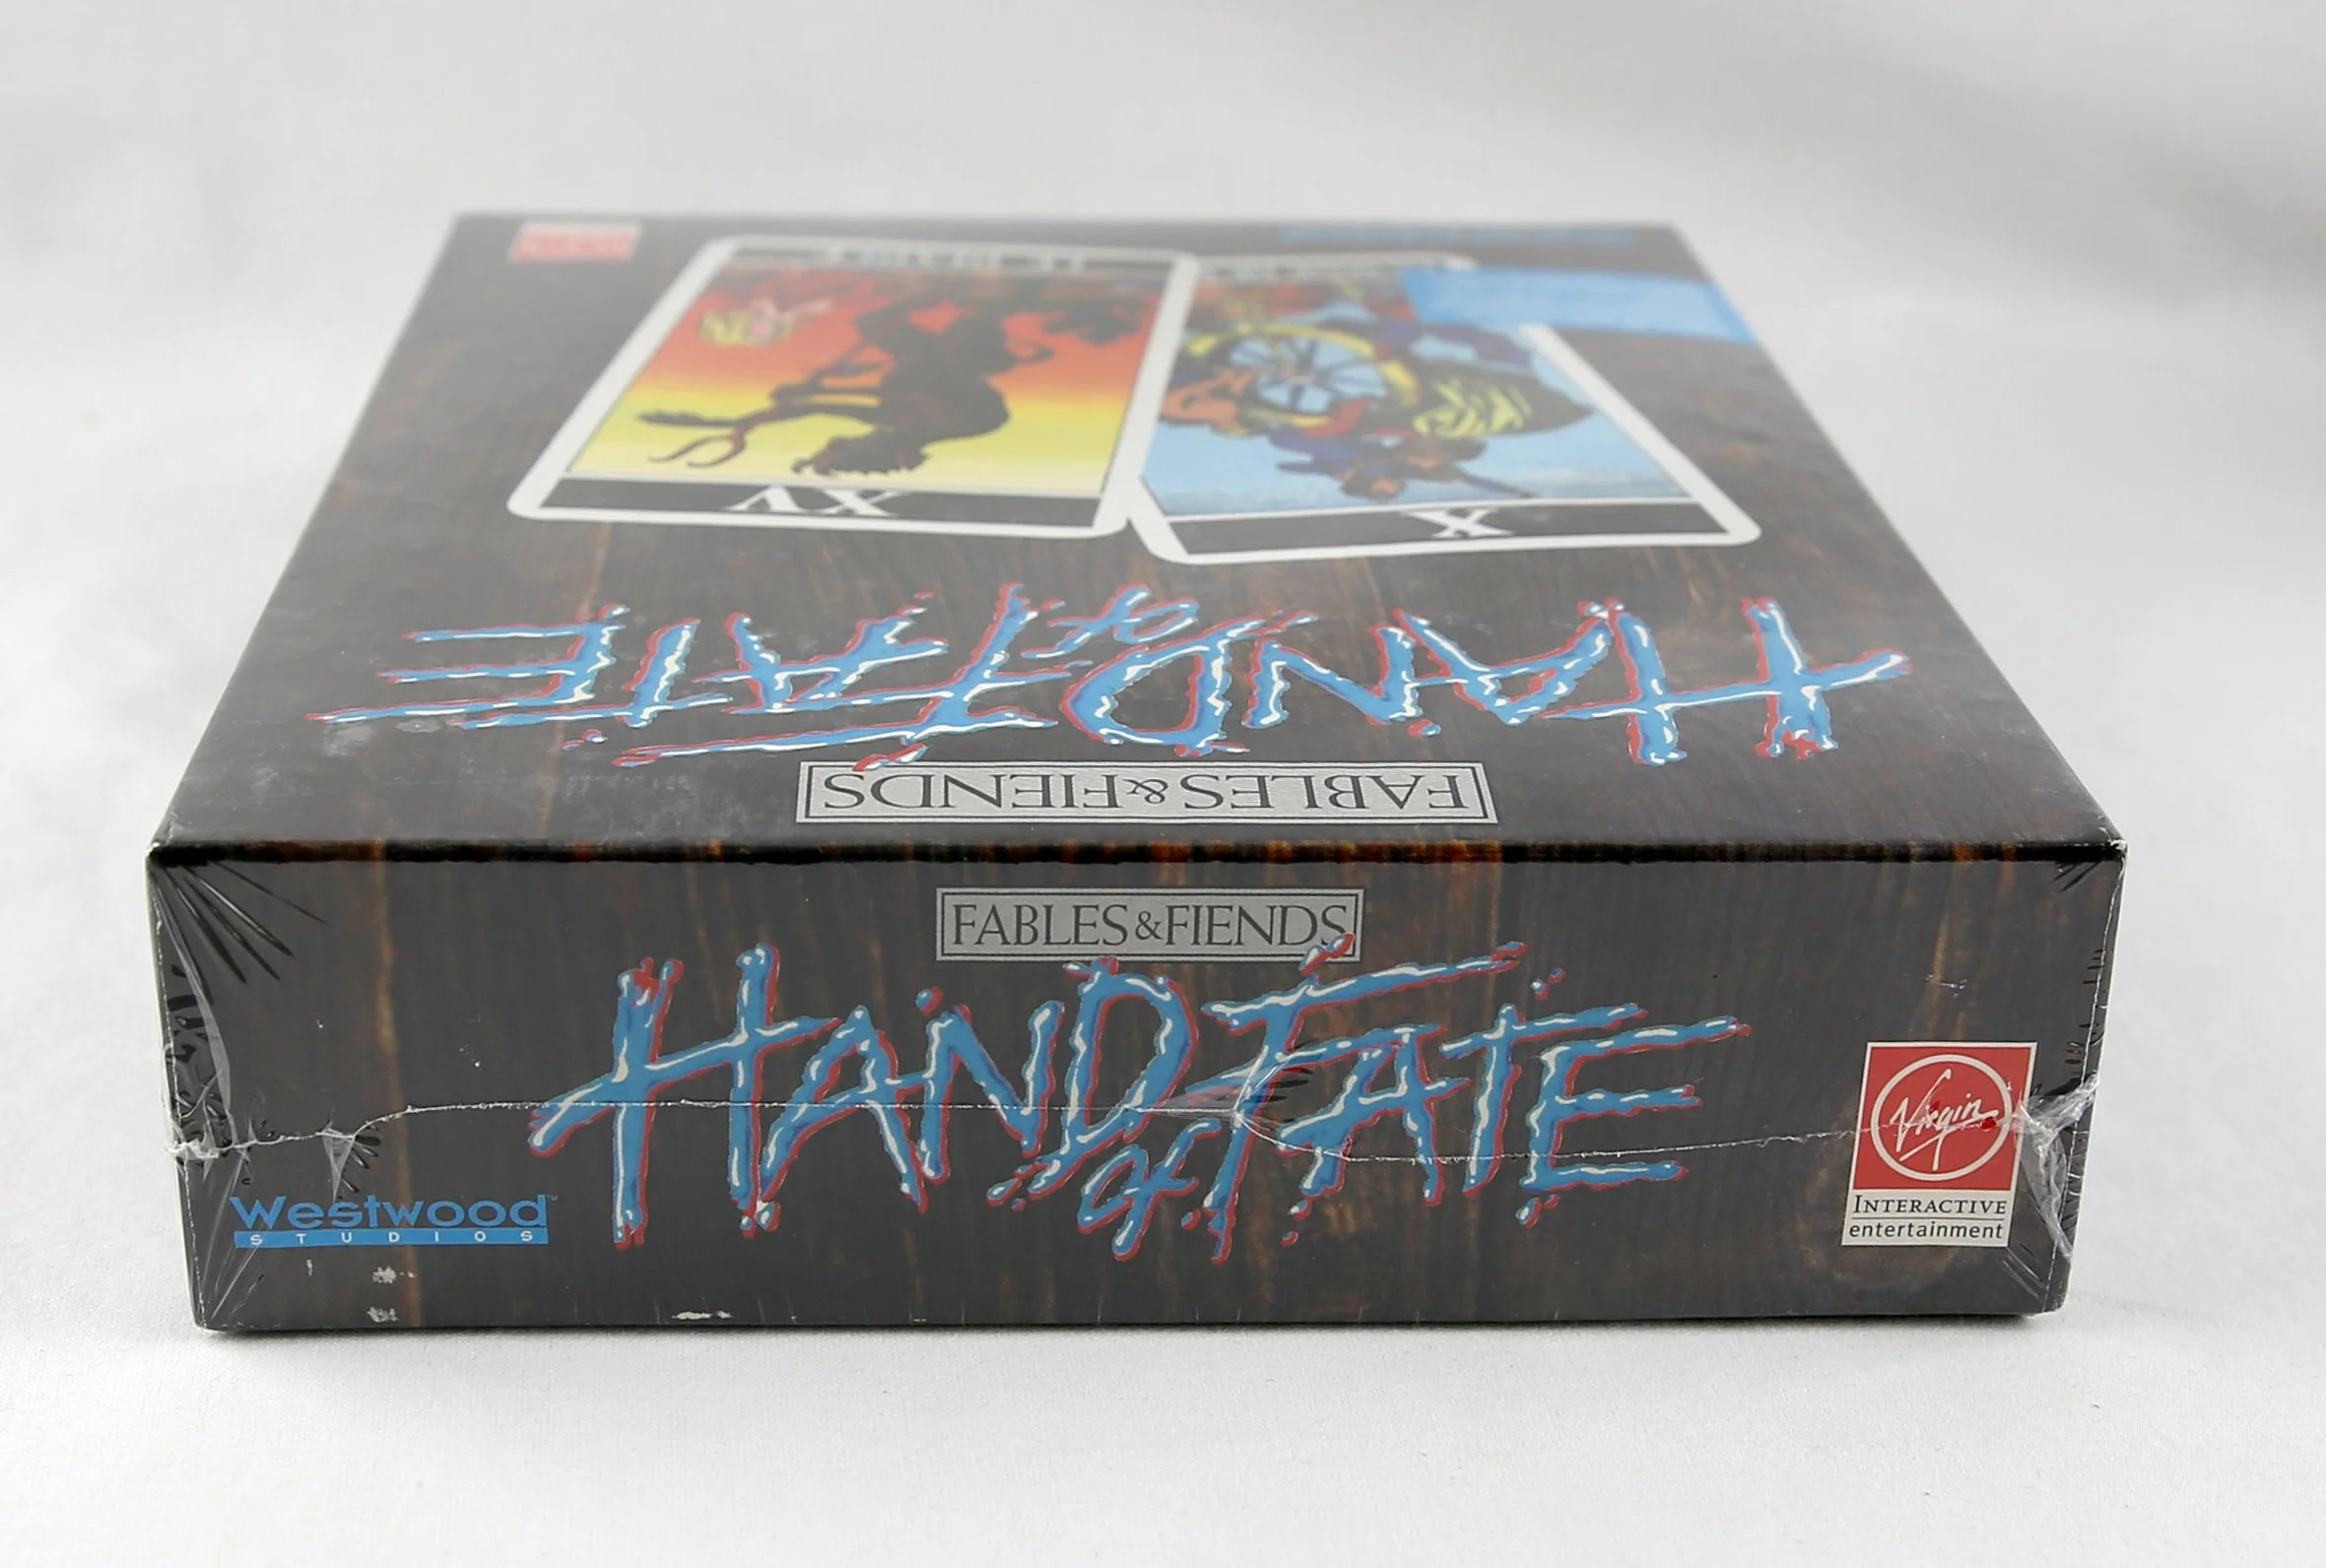 XV
X
HAND of FATE
FABLES & FIENDS
FABLES & FIENDS
HAND of FATE
Westwood
STUDIOS
Virgin
INTERACTIVE
entertainment